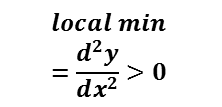 local min
= d²y/dx² > 0